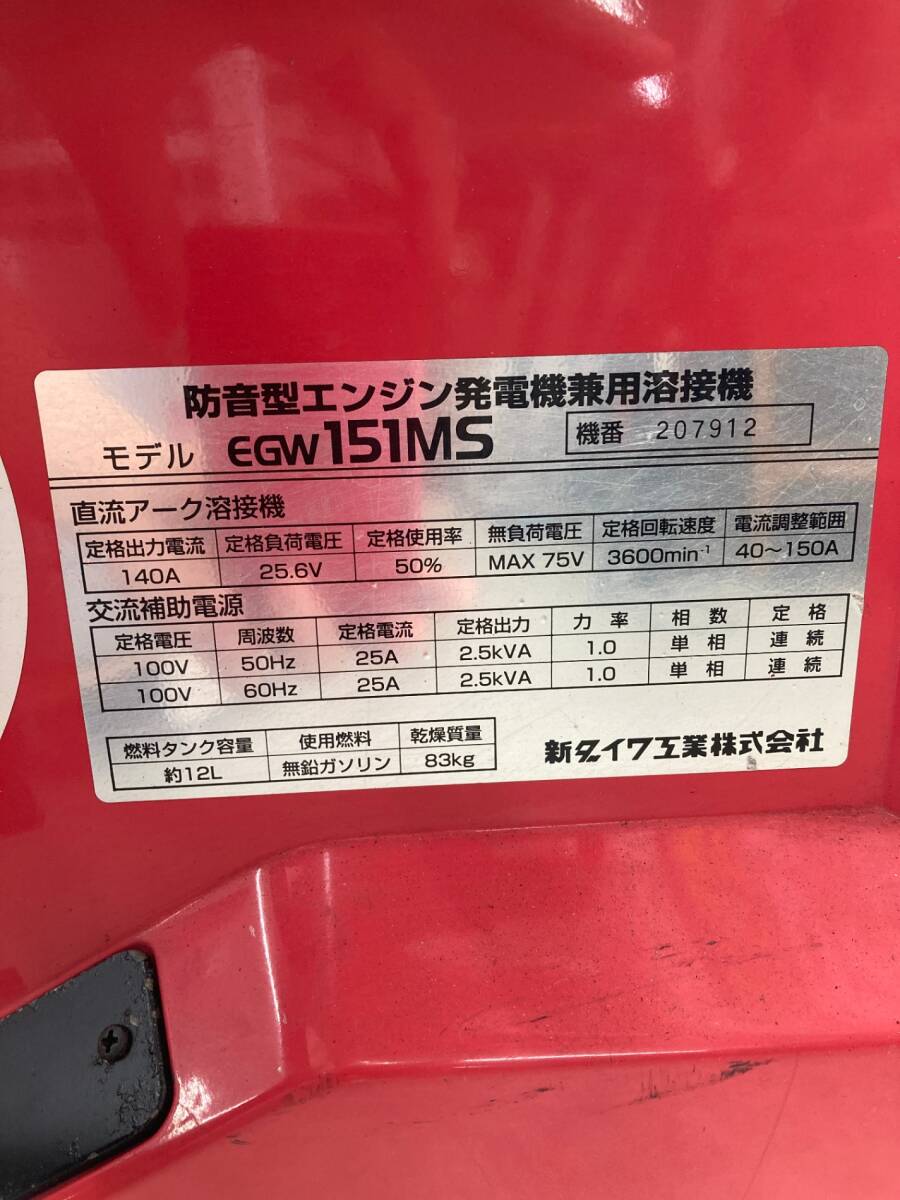 防音型エンジン発電機兼用溶接機
モデル EGW151MS 機番 207912
直流アーク溶接機
定格出力電流 定格負荷電圧 定格使用率 無負荷電圧 定格回転速度 電流調整範囲
140A 25.6V 50% MAX 75V 3600min⁻¹ 40〜150A
交流補助電源
定格電圧 周波数 定格電流 定格出力 力率 相数 定格
100V 50Hz 25A 2.5kVA 1.0 単相 連続
100V 60Hz 25A 2.5kVA 1.0 単相 連続
燃料タンク容量 使用燃料 乾燥質量
約12L 無鉛ガソリン 83kg
新ダイワ工業株式会社